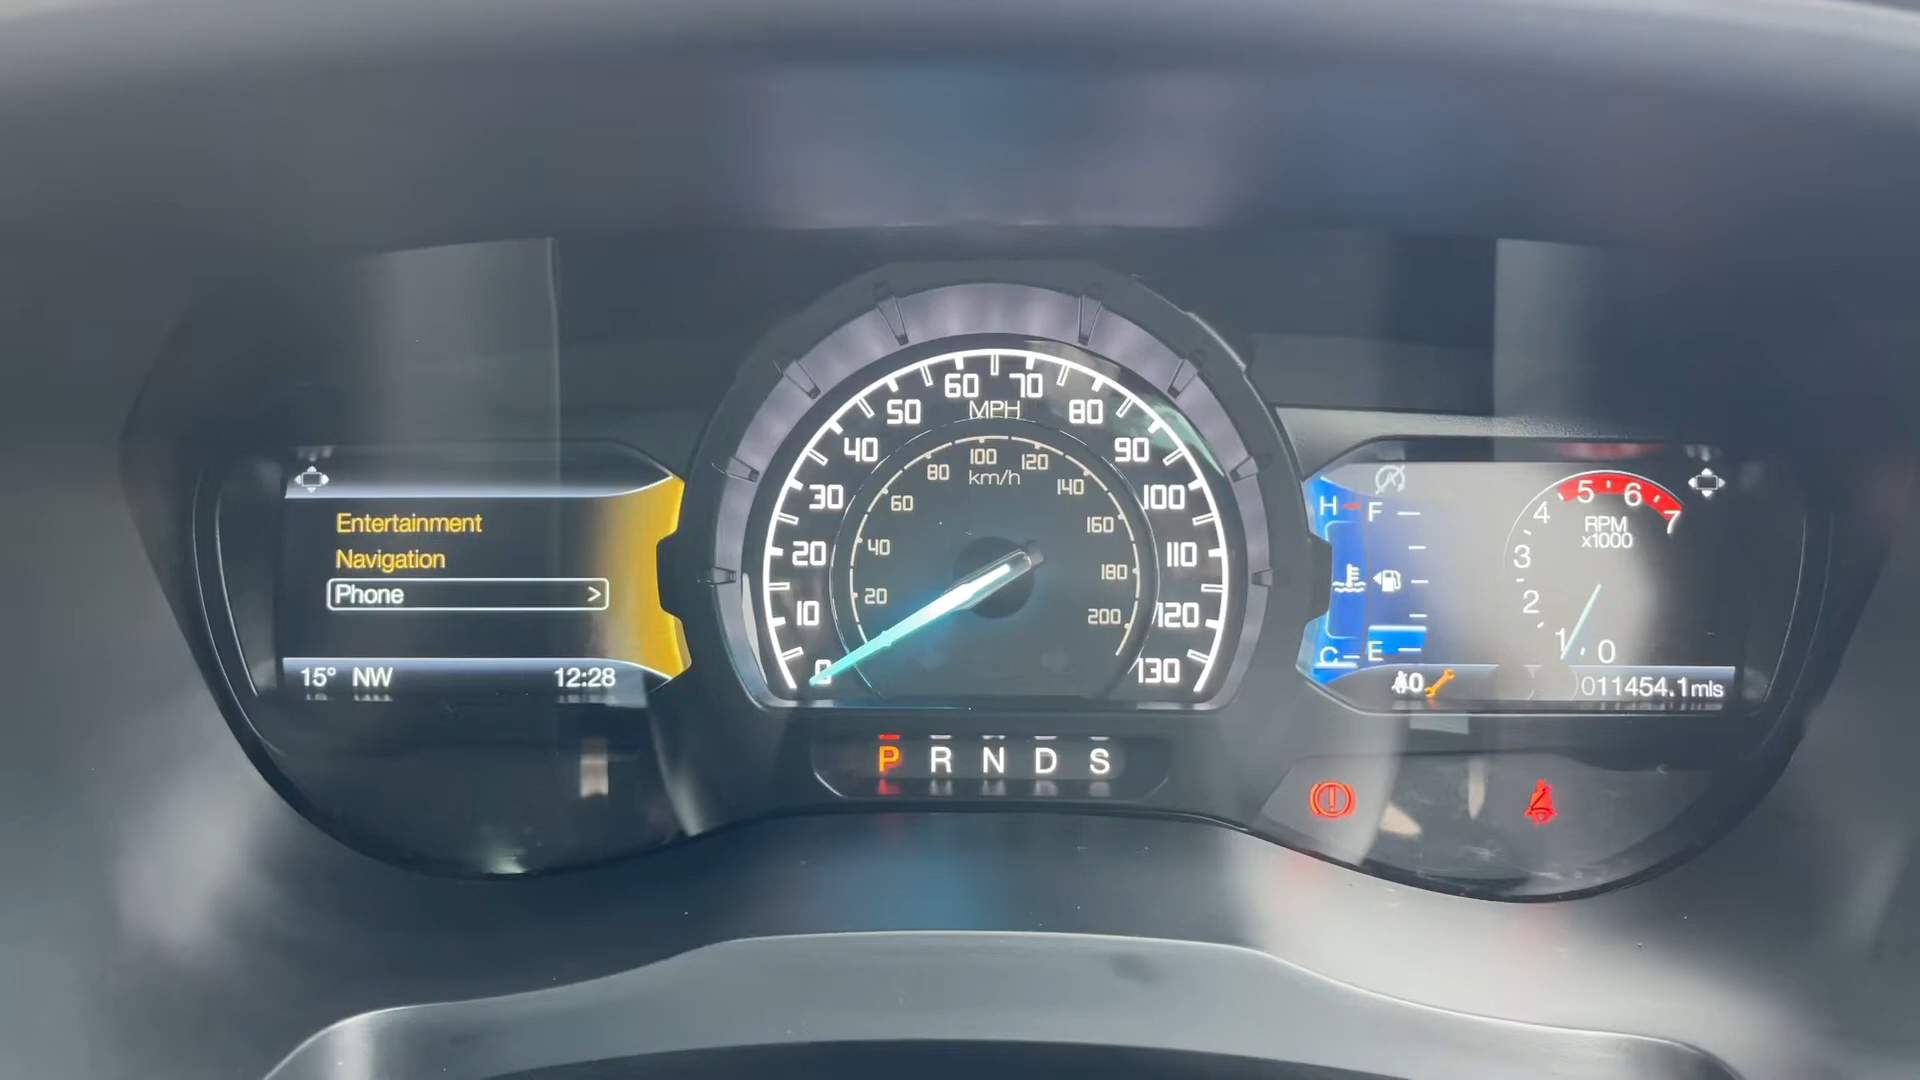 Entertainment
Navigation
Phone >
15° NW 12:28
0 10 20 30 40 50 60 70 80 90 100 110 120 130
MPH
20 40 60 80 100 120 140 160 180 200
km/h
P R N D S
H F
C E
0 1 2 3 4 5 6 7
RPM
x1000
0
011454.1mls